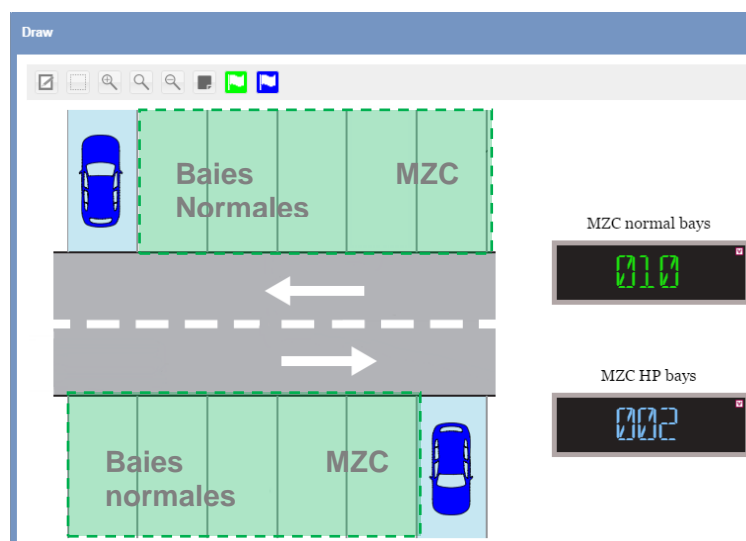 Draw
Baies
Normales
MZC
MZC normal bays
010
MZC HP bays
002
Baies
normales
MZC